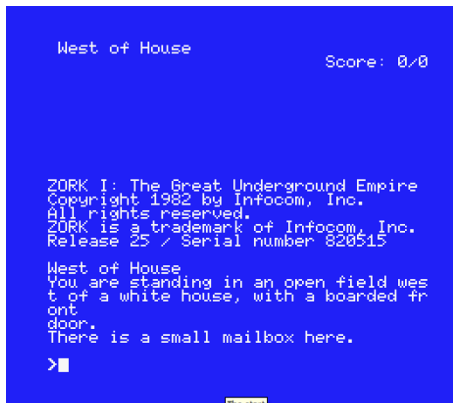 West of House
Score: 0/0
ZORK I: The Great Underground Empire
Copyright 1982 by Infocom, Inc.
All rights reserved.
ZORK is a trademark of Infocom, Inc.
Release 25 / Serial number 820515
West of House
You are standing in an open field wes
t of a white house, with a boarded fr
ont
door.
There is a small mailbox here.
>